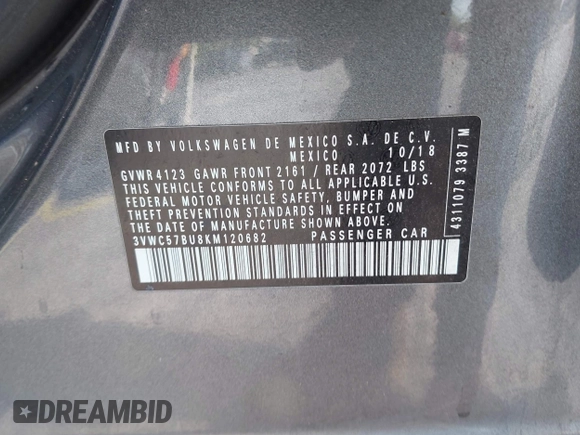 MFD BY VOLKSWAGEN DE MEXICO S.A. DE C.V.
MEXICO 10/18
GVWR 4123 GAWR FRONT 2161 / REAR 2072 LBS
THIS VEHICLE CONFORMS TO ALL APPLICABLE U.S.
FEDERAL MOTOR VEHICLE SAFETY, BUMPER AND
THEFT PREVENTION STANDARDS IN EFFECT ON
THE DATE OF MANUFACTURE SHOWN ABOVE.
3VWC57BU8KM120682 PASSENGER CAR
4311079 3387 M
DREAMBID